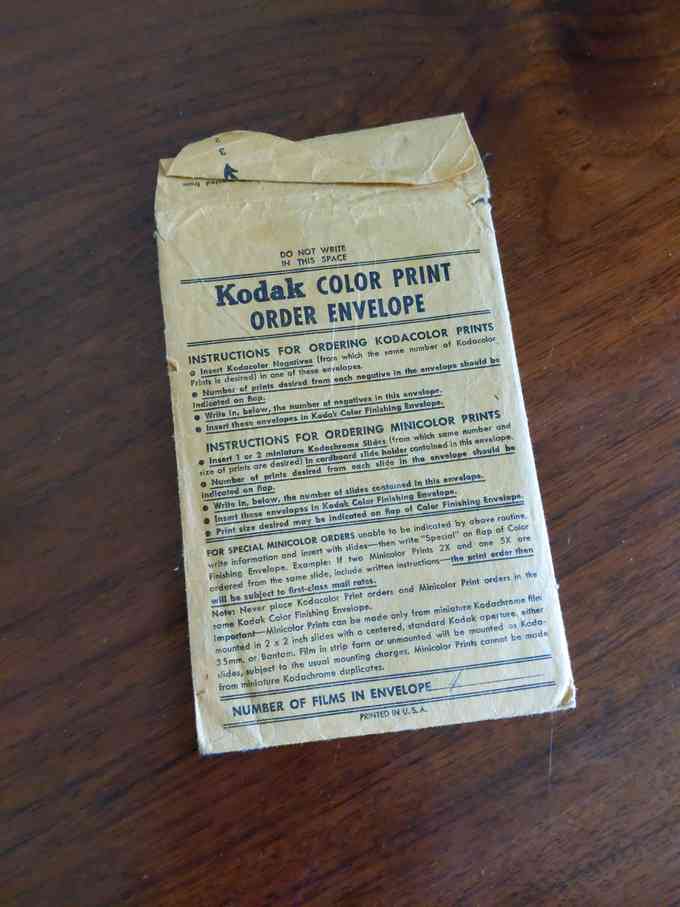 2
3
DO NOT WRITE
IN THIS SPACE
Kodak COLOR PRINT
ORDER ENVELOPE
INSTRUCTIONS FOR ORDERING KODACOLOR PRINTS
● Insert Kodacolor Negatives (from which the same number of Kodacolor
Prints is desired) in one of these envelopes.
● Number of prints desired from each negative in the envelope should be
indicated on flap.
● Write in, below, the number of negatives in this envelope.
● Insert these envelopes in Kodak Color Finishing Envelope.
INSTRUCTIONS FOR ORDERING MINICOLOR PRINTS
● Insert 1 or 2 miniature Kodachrome Slides (from which same number and
size of prints are desired) in cardboard slide holder contained in this envelope.
● Number of prints desired from each slide in the envelope should be
indicated on flap.
● Write in, below, the number of slides contained in this envelope.
● Insert these envelopes in Kodak Color Finishing Envelope.
● Print size desired may be indicated on flap of Color Finishing Envelope.
FOR SPECIAL MINICOLOR ORDERS unable to be indicated by above routine,
write information and insert with slides—then write "Special" on flap of Color
Finishing Envelope. Example: If two Minicolor Prints 2X and one 5X are
ordered from the same slide, include written instructions—the print order then
will be subject to first-class mail rates.
Note: Never place Kodacolor Print orders and Minicolor Print orders in the
same Kodak Color Finishing Envelope.
Important—Minicolor Prints can be made only from miniature Kodachrome film
mounted in 2 x 2 inch slides with a centered, standard Kodak aperture, either
35mm. or Bantam. Film in strip form or unmounted will be mounted as Koda-
slides, subject to the usual mounting charges. Minicolor Prints cannot be made
from miniature Kodachrome duplicates.
NUMBER OF FILMS IN ENVELOPE 1
PRINTED IN U. S. A.